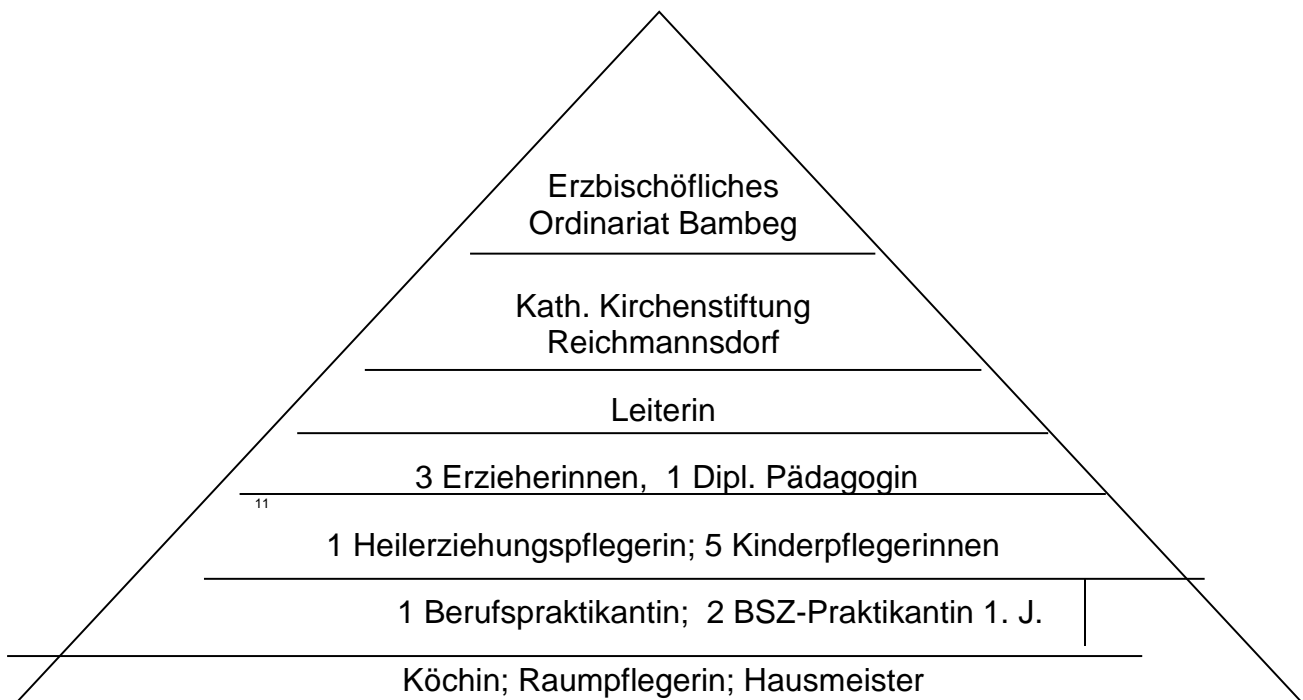 Erzbischöfliches
Ordinariat Bambeg
Kath. Kirchenstiftung
Reichmannsdorf
Leiterin
3 Erzieherinnen, 1 Dipl. Pädagogin
11
1 Heilerziehungspflegerin; 5 Kinderpflegerinnen
1 Berufspraktikantin; 2 BSZ-Praktikantin 1. J.
Köchin; Raumpflegerin; Hausmeister